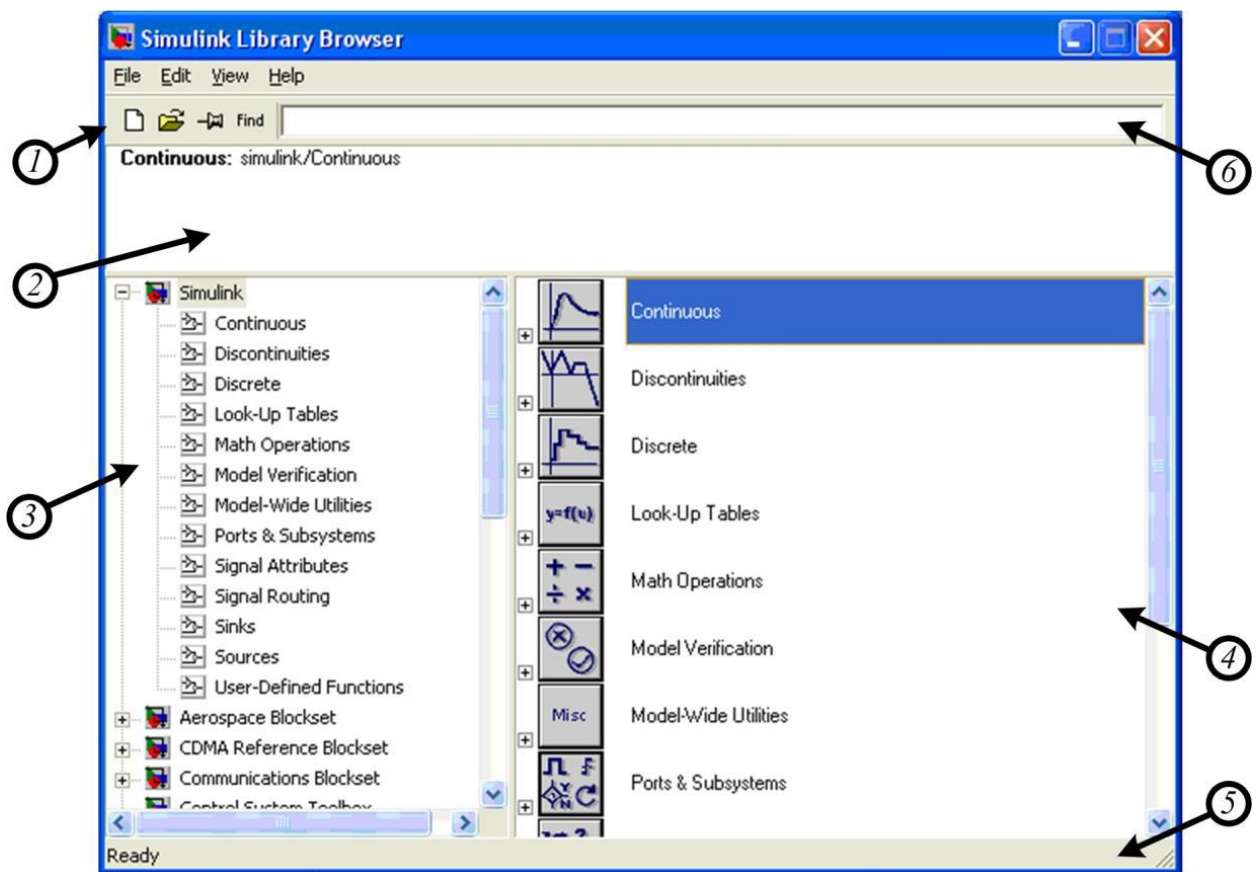 Simulink Library Browser
File Edit View Help
Find
1
Continuous: simulink/Continuous
6
2
Simulink
Continuous
Discontinuities
Discrete
Look-Up Tables
Math Operations
Model Verification
Model-Wide Utilities
Ports & Subsystems
Signal Attributes
Signal Routing
Sinks
Sources
User-Defined Functions
Aerospace Blockset
CDMA Reference Blockset
Communications Blockset
Control System Toolbox
3
Continuous
Discontinuities
Discrete
y=f(u) Look-Up Tables
+ − ÷ × Math Operations
Model Verification
Misc Model-Wide Utilities
Y N Ports & Subsystems
4
5
Ready